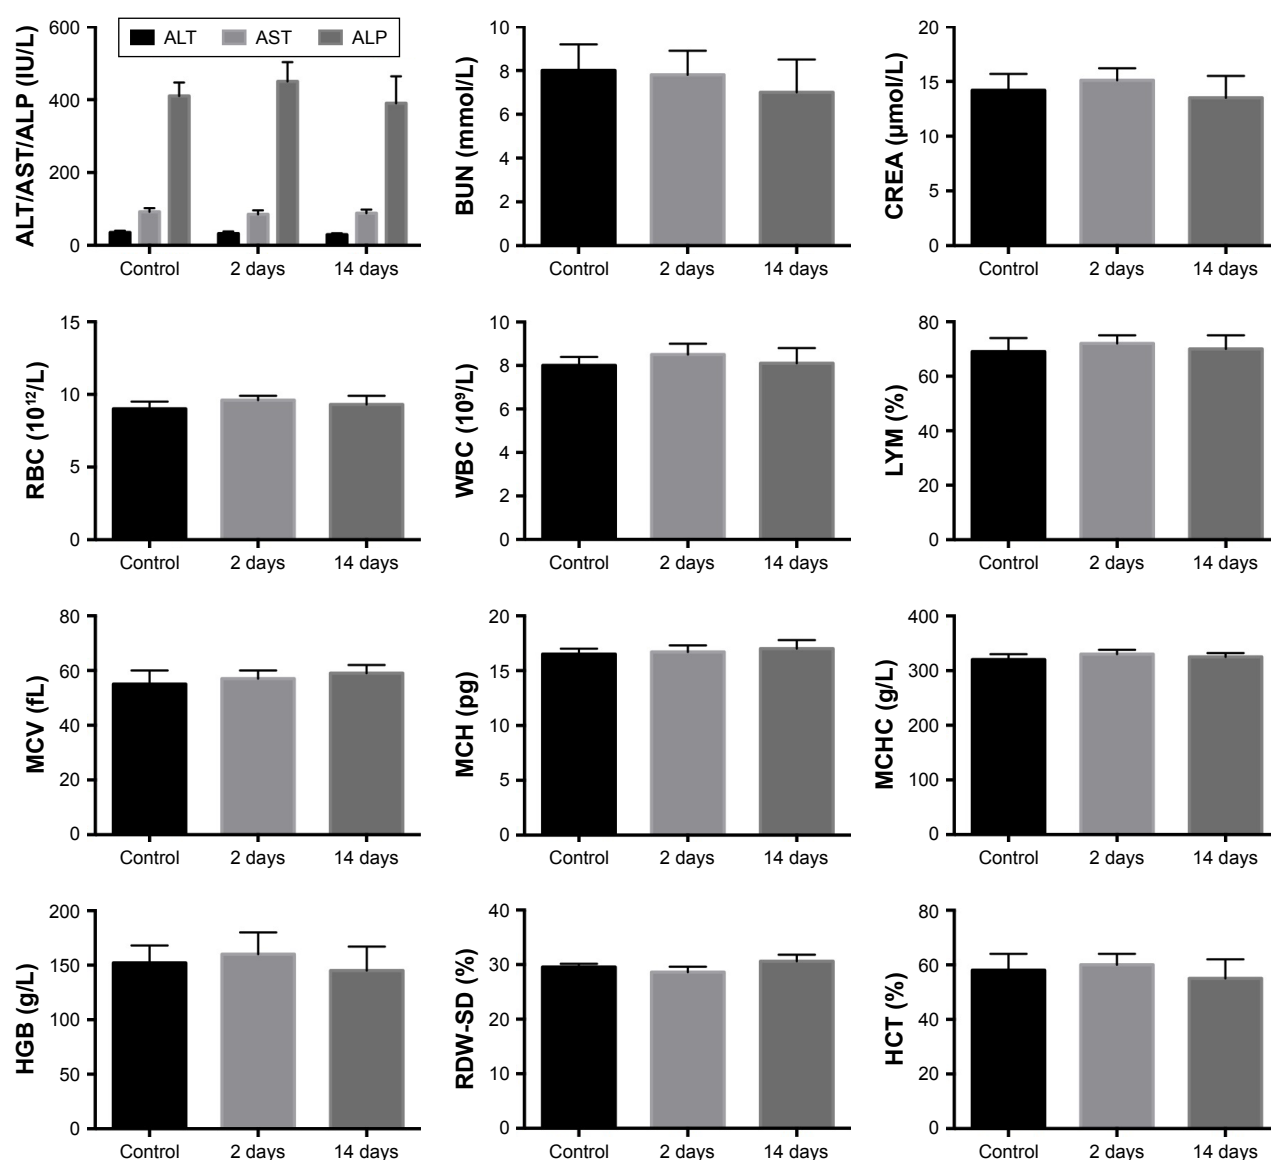 ALT/AST/ALP (IU/L)
600
400
200
0
ALT AST ALP
Control 2 days 14 days
BUN (mmol/L)
10
8
6
4
2
0
Control 2 days 14 days
CREA (µmol/L)
20
15
10
5
0
Control 2 days 14 days
RBC (10¹²/L)
15
10
5
0
Control 2 days 14 days
WBC (10⁹/L)
10
8
6
4
2
0
Control 2 days 14 days
LYM (%)
80
60
40
20
0
Control 2 days 14 days
MCV (fL)
80
60
40
20
0
Control 2 days 14 days
MCH (pg)
20
15
10
5
0
Control 2 days 14 days
MCHC (g/L)
400
300
200
100
0
Control 2 days 14 days
HGB (g/L)
200
150
100
50
0
Control 2 days 14 days
RDW-SD (%)
40
30
20
10
0
Control 2 days 14 days
HCT (%)
80
60
40
20
0
Control 2 days 14 days